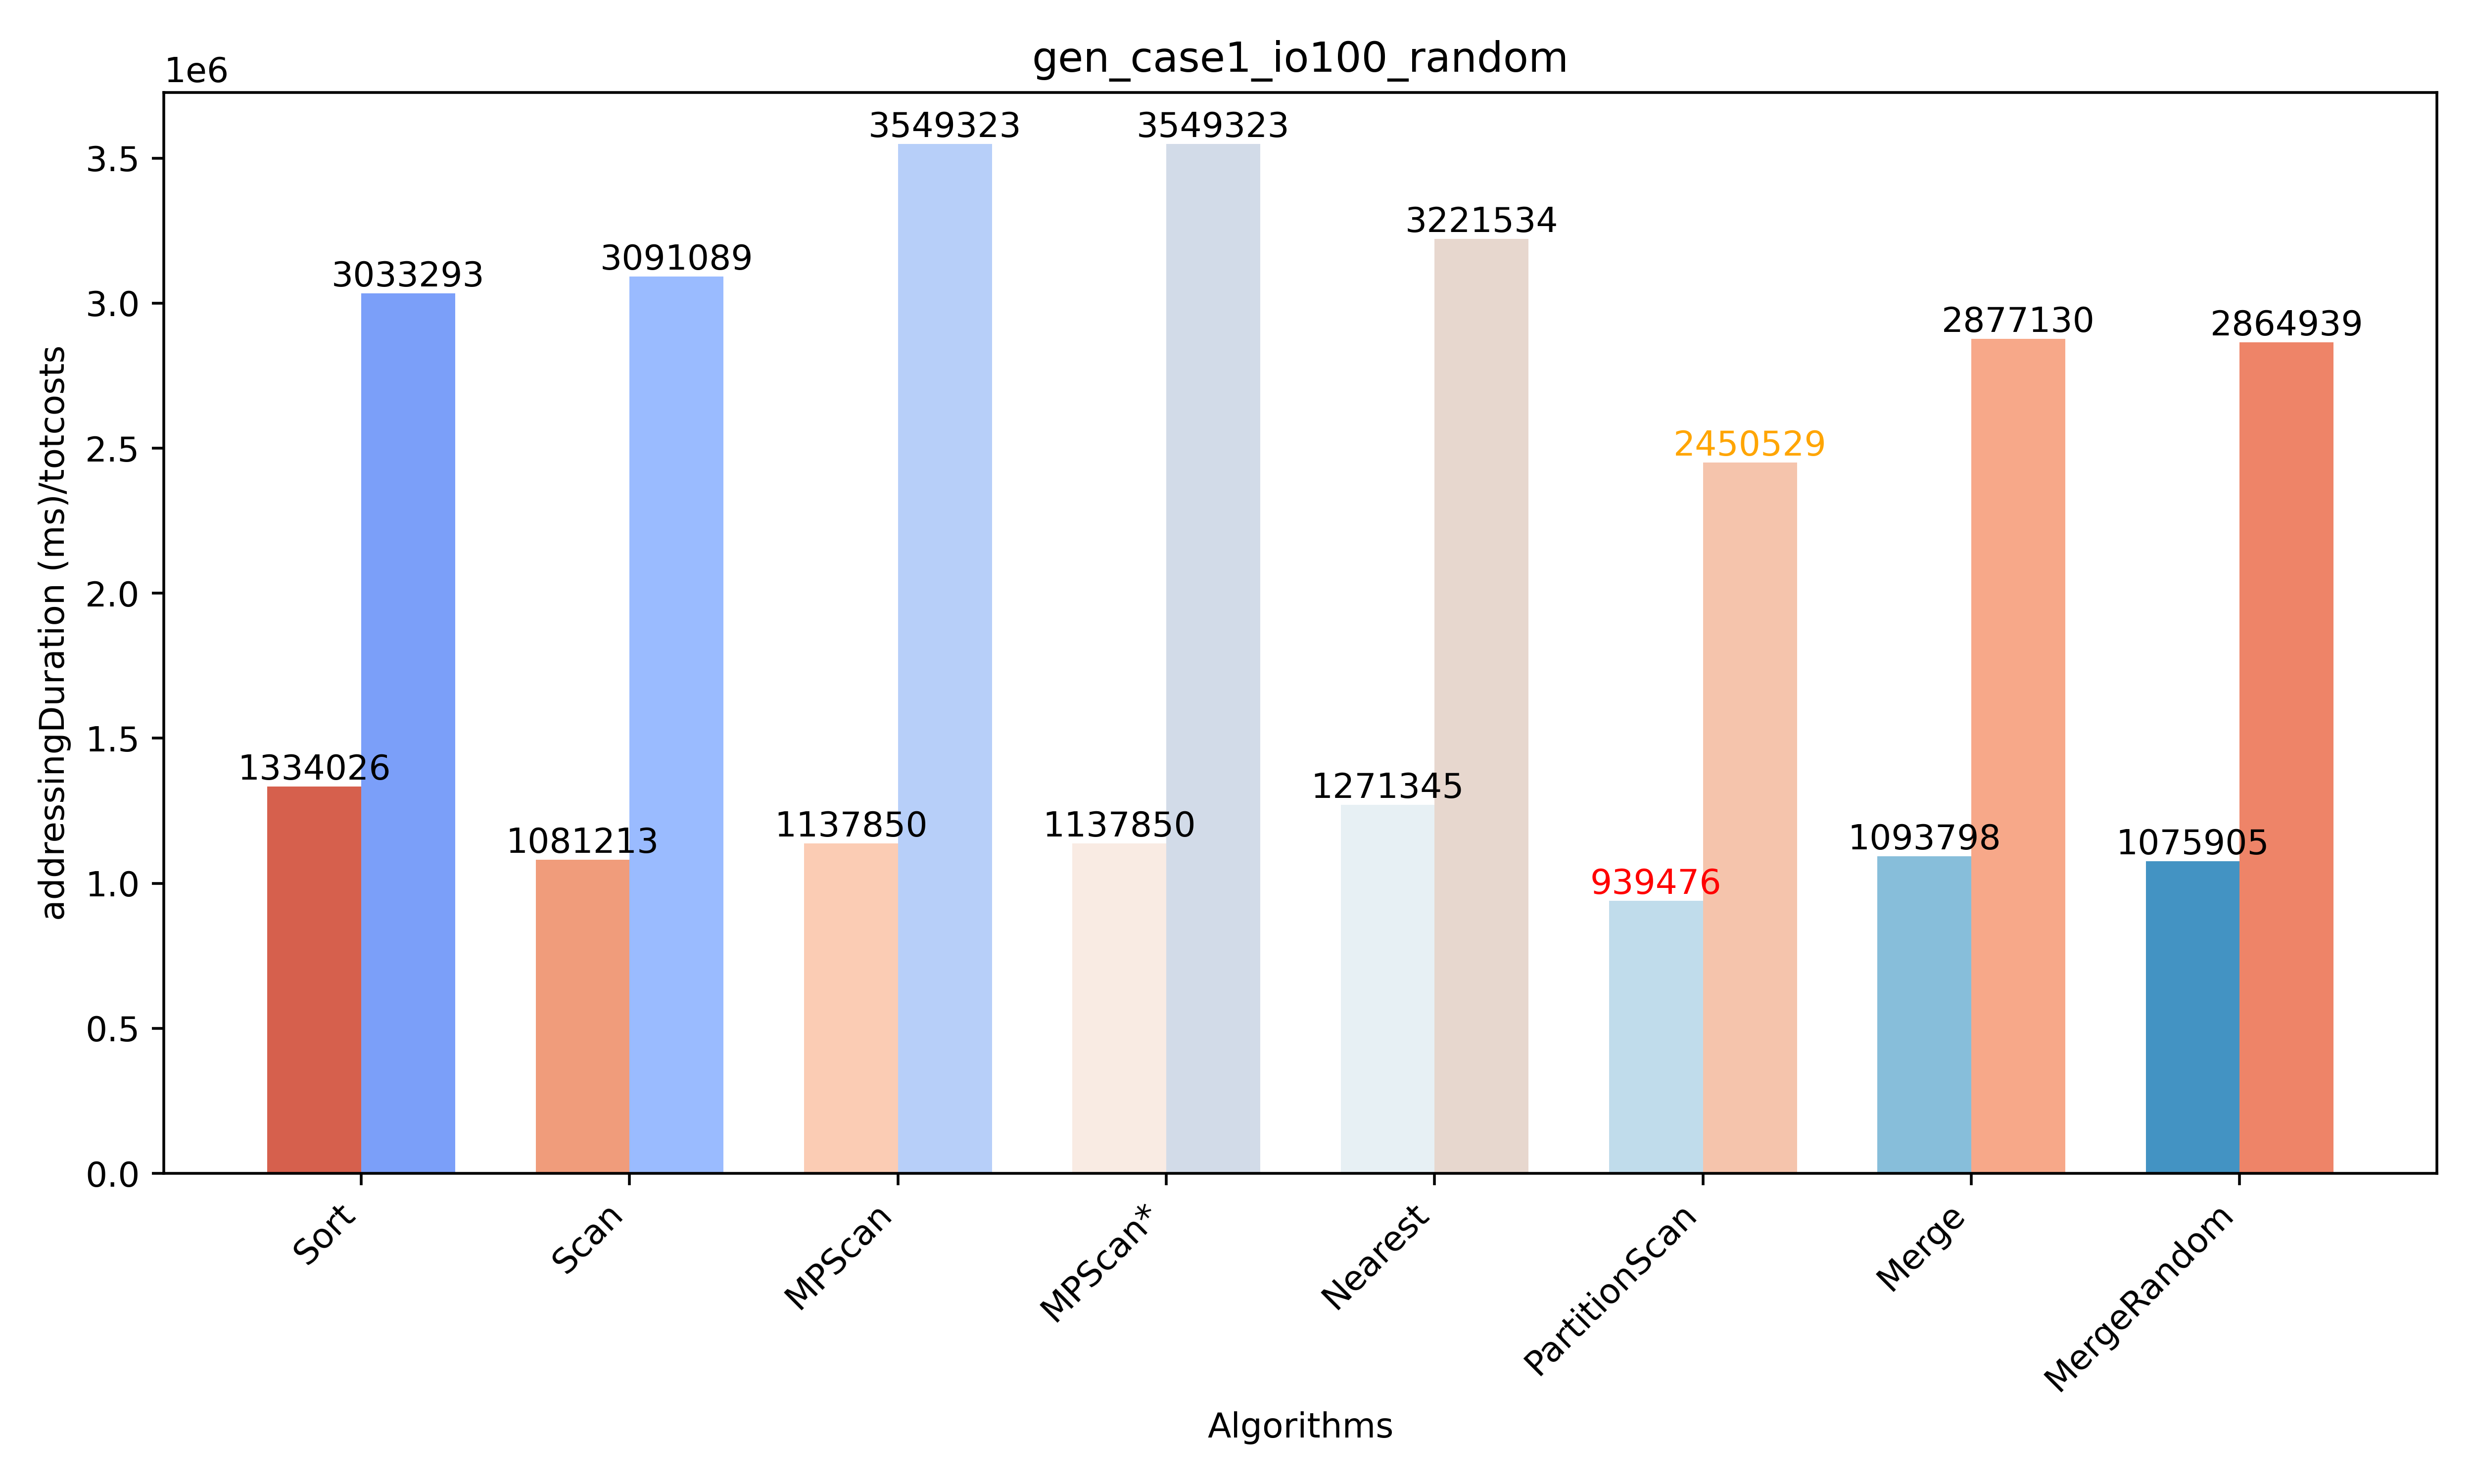 gen_case1_io100_random
1e6
addressingDuration (ms)/totcosts
3.5
3.0
2.5
2.0
1.5
1.0
0.5
0.0
1334026
3033293
1081213
3091089
1137850
3549323
1137850
3549323
1271345
3221534
939476
2450529
1093798
2877130
1075905
2864939
Sort
Scan
MPScan
MPScan*
Nearest
PartitionScan
Merge
MergeRandom
Algorithms